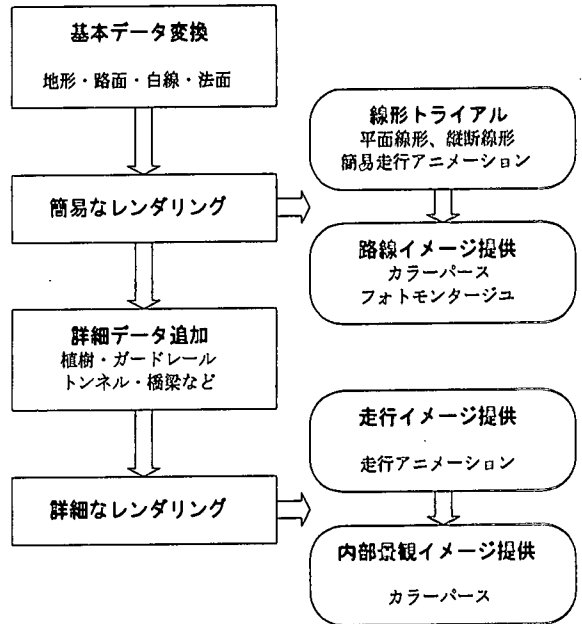 基本データ変換
地形・路面・白線・法面
簡易なレンダリング
詳細データ追加
植樹・ガードレール
トンネル・橋梁など
詳細なレンダリング
線形トライアル
平面線形、縦断線形
簡易走行アニメーション
路線イメージ提供
カラーパース
フォトモンタージュ
走行イメージ提供
走行アニメーション
内部景観イメージ提供
カラーパース